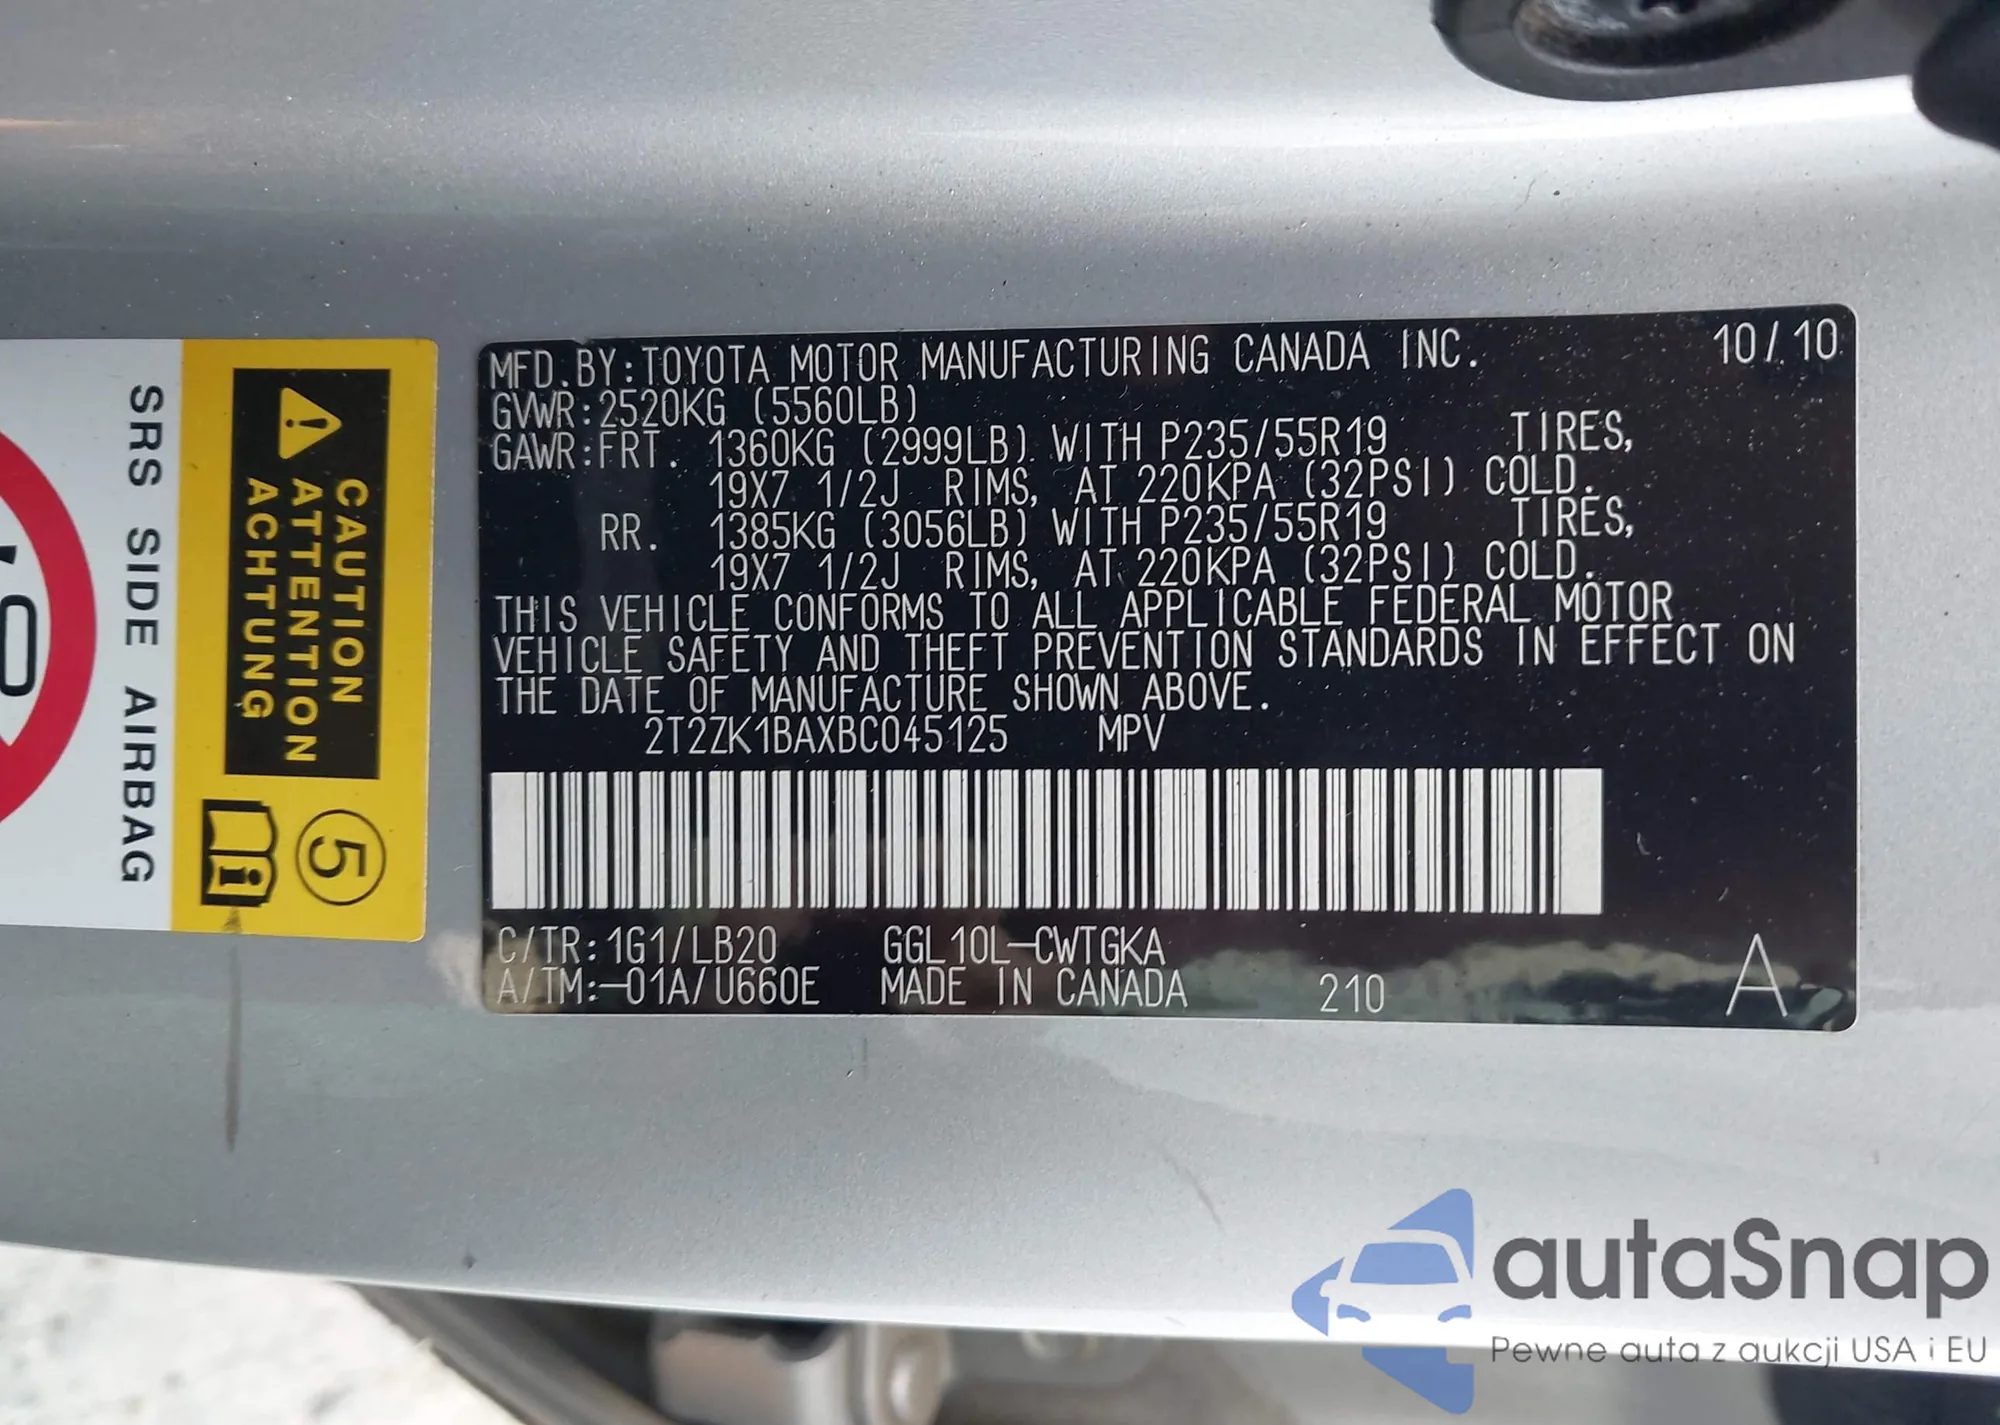 MFD.BY:TOYOTA MOTOR MANUFACTURING CANADA INC. 10/10
GVWR:2520KG (5560LB)
GAWR:FRT. 1360KG (2999LB) WITH P235/55R19 TIRES,
19X7 1/2J RIMS, AT 220KPA (32PSI) COLD.
RR. 1385KG (3056LB) WITH P235/55R19 TIRES,
19X7 1/2J RIMS, AT 220KPA (32PSI) COLD.
THIS VEHICLE CONFORMS TO ALL APPLICABLE FEDERAL MOTOR
VEHICLE SAFETY AND THEFT PREVENTION STANDARDS IN EFFECT ON
THE DATE OF MANUFACTURE SHOWN ABOVE.
2T2ZK1BAXBC045125 MPV
C/TR:1G1/LB20 GGL10L-CWTGKA
A/TM:-01A/U660E MADE IN CANADA 210 A
CAUTION
ATTENTION
ACHTUNG
5
SRS SIDE AIRBAG
autaSnap
Pewne auta z aukcji USA i EU